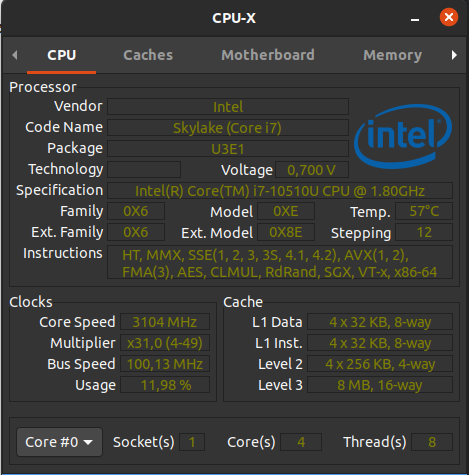 CPU-X
CPU Caches Motherboard Memory
Processor
Vendor Intel
intel
Code Name Skylake (Core i7)
Package U3E1
Technology Voltage 0,700 V
Specification Intel(R) Core(TM) i7-10510U CPU @ 1.80GHz
Family 0X6 Model 0XE Temp. 57°C
Ext. Family 0X6 Ext. Model 0X8E Stepping 12
Instructions HT, MMX, SSE(1, 2, 3, 3S, 4.1, 4.2), AVX(1, 2),
FMA(3), AES, CLMUL, RdRand, SGX, VT-x, x86-64
Clocks
Core Speed 3104 MHz
Multiplier x31,0 (4-49)
Bus Speed 100,13 MHz
Usage 11,98 %
Cache
L1 Data 4 x 32 KB, 8-way
L1 Inst. 4 x 32 KB, 8-way
Level 2 4 x 256 KB, 4-way
Level 3 8 MB, 16-way
Core #0 Socket(s) 1 Core(s) 4 Thread(s) 8